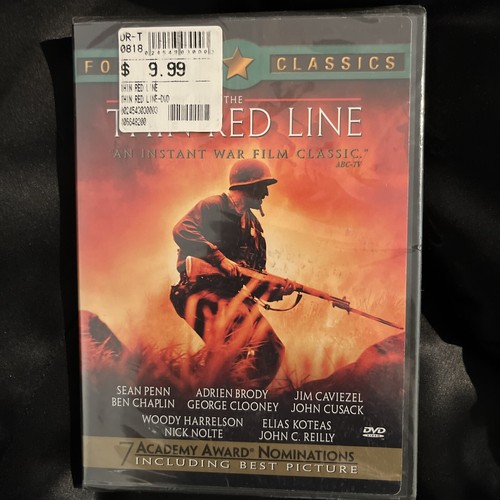 DR-T
0818
$ 9.99
THIN RED LINE
THIN RED LINE-DVD
CLASSICS
THE
THIN RED LINE
AN INSTANT WAR FILM CLASSIC."
ABC-TV
SEAN PENN ADRIEN BRODY JIM CAVIEZEL
BEN CHAPLIN GEORGE CLOONEY JOHN CUSACK
WOODY HARRELSON ELIAS KOTEAS
NICK NOLTE JOHN C. REILLY
DVD
VIDEO
7 ACADEMY AWARD® NOMINATIONS
INCLUDING BEST PICTURE